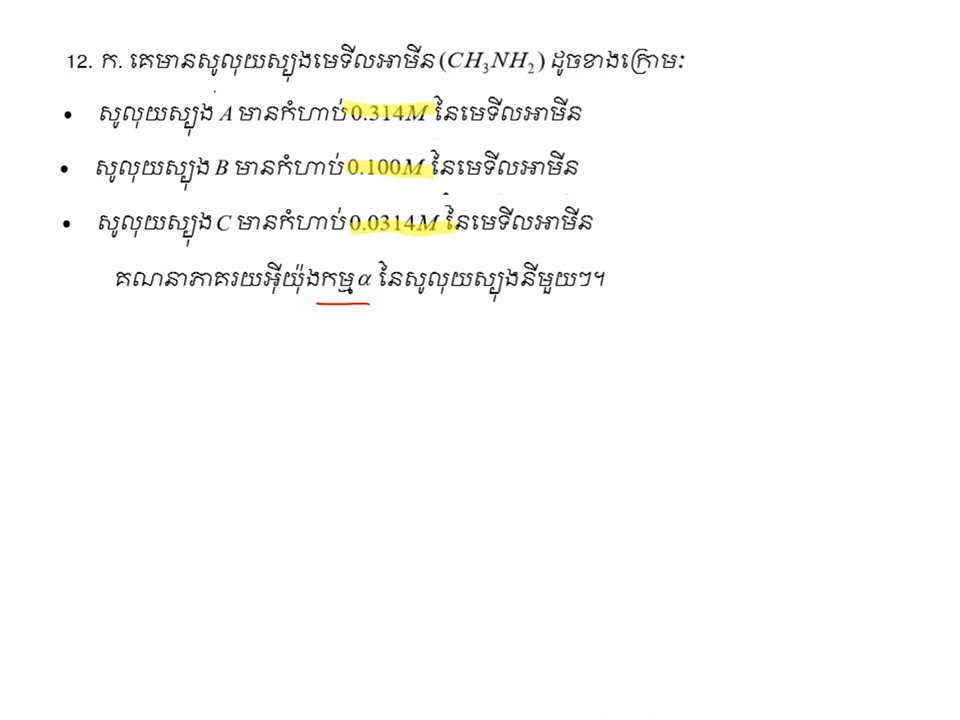 12. ក. គេមានសូលុយស្យុងមេទីលអាមីន (CH₃NH₂) ដូចខាងក្រោម៖
• សូលុយស្យុង A មានកំហាប់ 0.314M នៃមេទីលអាមីន
• សូលុយស្យុង B មានកំហាប់ 0.100M នៃមេទីលអាមីន
• សូលុយស្យុង C មានកំហាប់ 0.0314M នៃមេទីលអាមីន
គណនាភាគរយអ៊ីយ៉ុងកម្ម α នៃសូលុយស្យុងនីមួយៗ។